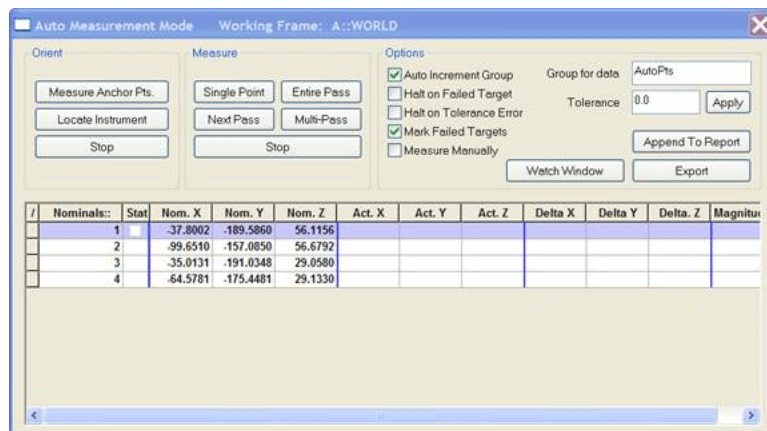 Auto Measurement Mode Working Frame: A::WORLD
Orient
Measure Anchor Pts.
Locate Instrument
Stop
Measure
Single Point Entire Pass
Next Pass Multi-Pass
Stop
Options
Auto Increment Group
Halt on Failed Target
Halt on Tolerance Error
Mark Failed Targets
Measure Manually
Group for data AutoPts
Tolerance 0.0 Apply
Append To Report
Watch Window Export
/ Nominals:: Stat Nom. X Nom. Y Nom. Z Act. X Act. Y Act. Z Delta X Delta Y Delta. Z Magnituc
1 -37.8002 -189.5860 56.1156
2 -99.6510 -157.0850 56.6792
3 -35.0131 -191.0348 29.0580
4 -64.5781 -175.4481 29.1330